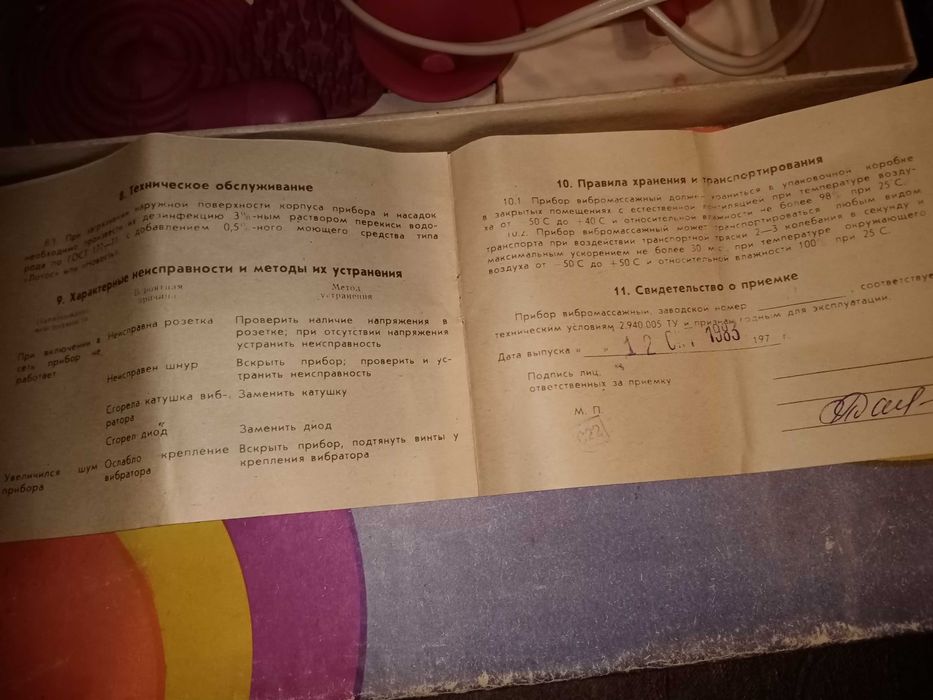 8. Техническое обслуживание
8.1. При загрязнении наружной поверхности корпуса прибора и насадок
необходимо произвести их дезинфекцию 3%-ным раствором перекиси водо-
рода по ГОСТ с добавлением 0,5%-ного моющего средства типа
«Лотос» или
9. Характерные неисправности и методы их устранения
Вероятная
причина
Метод
устранения
При включении в
сеть прибор не
работает
Неисправна розетка
Проверить наличие напряжения в
розетке; при отсутствии напряжения
устранить неисправность
Неисправен шнур
Вскрыть прибор; проверить и ус-
транить неисправность
Сгорела катушка виб-
ратора
Заменить катушку
Сгорел диод
Заменить диод
Увеличился шум
прибора
Ослабло крепление
вибратора
Вскрыть прибор, подтянуть винты у
крепления вибратора
10. Правила хранения и транспортирования
10.1. Прибор вибромассажный должен храниться в упаковочной коробке
в закрытых помещениях с естественной вентиляцией при температуре возду-
ха от -50°С до +40°С и относительной влажности не более 98% при 25°С.
10.2. Прибор вибромассажный может транспортироваться любым видом
транспорта при воздействии транспортной тряски 2—3 колебания в секунду и
максимальным ускорением не более 30 м/с² при температуре окружающего
воздуха от —50°С до +50°С и относительной влажности 100% при 25°С.
11. Свидетельство о приемке
Прибор вибромассажный, заводской номер , соответствуе
техническим условиям 2.940.005 ТУ и признан годным для эксплуатации.
Дата выпуска « » 12 1983 197 г.
Подпись лиц,
ответственных за приемку
М. П.